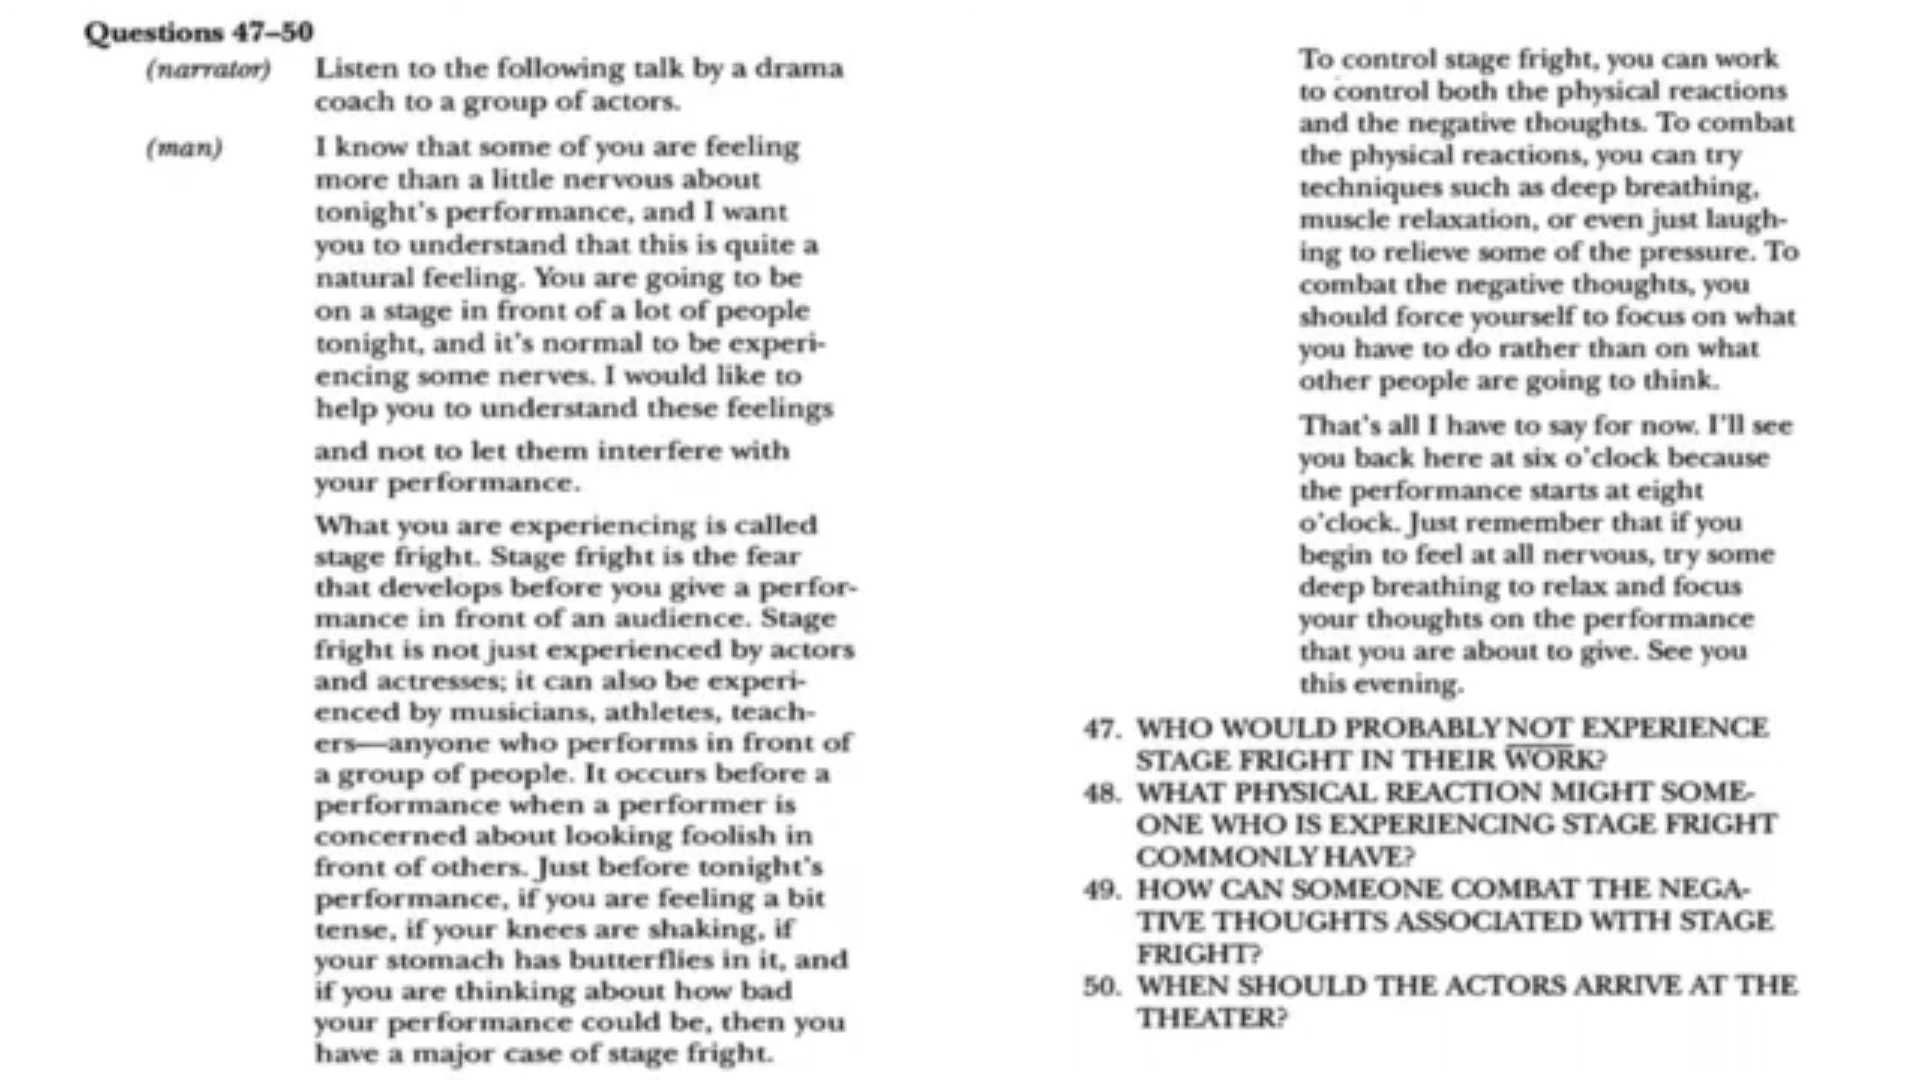 Questions 47–50
(narrator) Listen to the following talk by a drama
coach to a group of actors.
(man) I know that some of you are feeling
more than a little nervous about
tonight's performance, and I want
you to understand that this is quite a
natural feeling. You are going to be
on a stage in front of a lot of people
tonight, and it's normal to be experi-
encing some nerves. I would like to
help you to understand these feelings
and not to let them interfere with
your performance.
What you are experiencing is called
stage fright. Stage fright is the fear
that develops before you give a perfor-
mance in front of an audience. Stage
fright is not just experienced by actors
and actresses; it can also be experi-
enced by musicians, athletes, teach-
ers—anyone who performs in front of
a group of people. It occurs before a
performance when a performer is
concerned about looking foolish in
front of others. Just before tonight's
performance, if you are feeling a bit
tense, if your knees are shaking, if
your stomach has butterflies in it, and
if you are thinking about how bad
your performance could be, then you
have a major case of stage fright.
To control stage fright, you can work
to control both the physical reactions
and the negative thoughts. To combat
the physical reactions, you can try
techniques such as deep breathing,
muscle relaxation, or even just laugh-
ing to relieve some of the pressure. To
combat the negative thoughts, you
should force yourself to focus on what
you have to do rather than on what
other people are going to think.
That's all I have to say for now. I'll see
you back here at six o'clock because
the performance starts at eight
o'clock. Just remember that if you
begin to feel at all nervous, try some
deep breathing to relax and focus
your thoughts on the performance
that you are about to give. See you
this evening.
47. WHO WOULD PROBABLY NOT EXPERIENCE
STAGE FRIGHT IN THEIR WORK?
48. WHAT PHYSICAL REACTION MIGHT SOME-
ONE WHO IS EXPERIENCING STAGE FRIGHT
COMMONLY HAVE?
49. HOW CAN SOMEONE COMBAT THE NEGA-
TIVE THOUGHTS ASSOCIATED WITH STAGE
FRIGHT?
50. WHEN SHOULD THE ACTORS ARRIVE AT THE
THEATER?